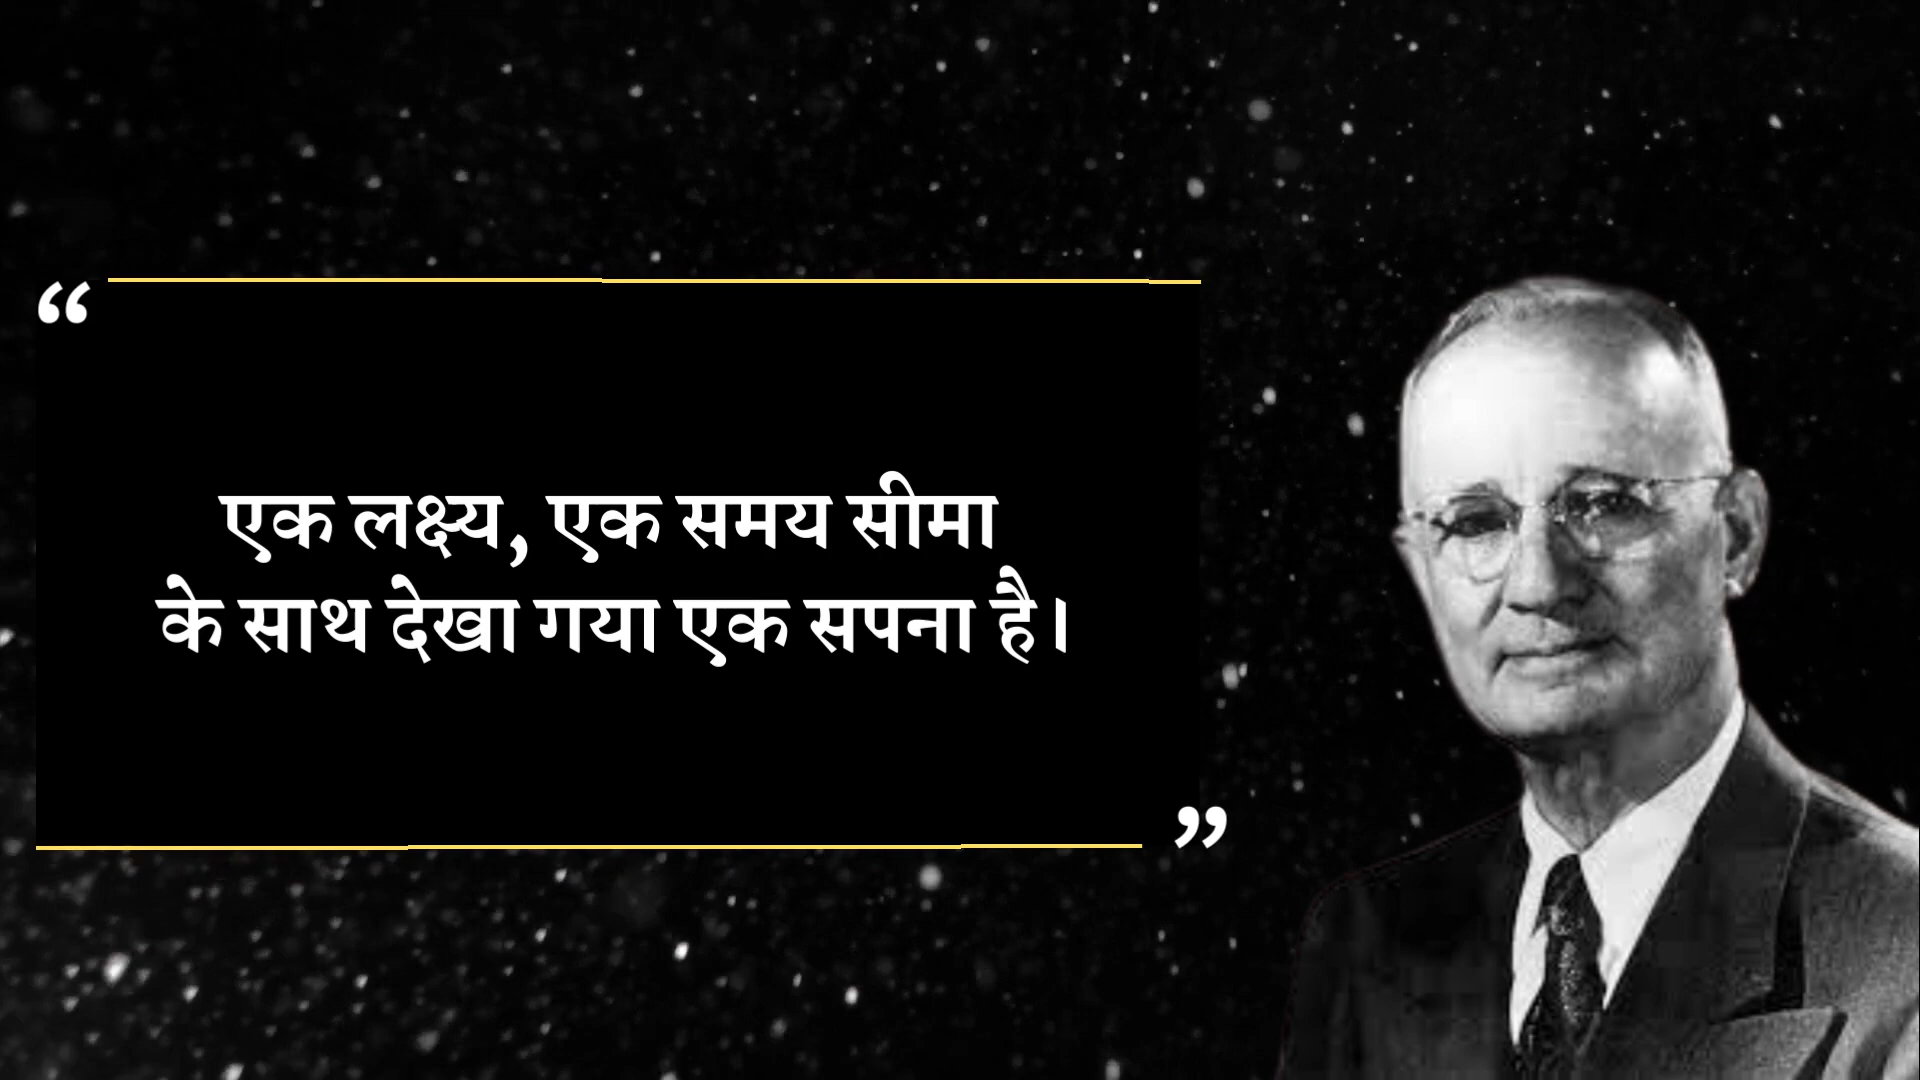 “
एक लक्ष्य, एक समय सीमा
के साथ देखा गया एक सपना है।
”